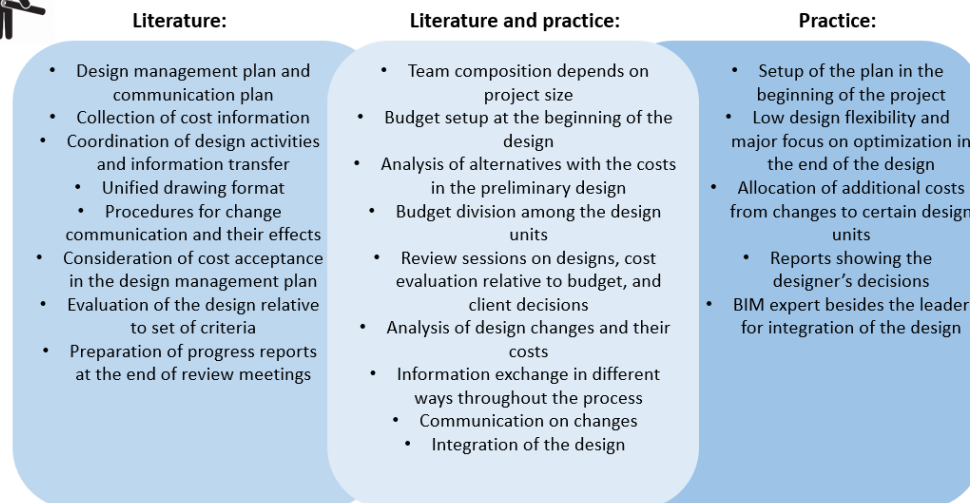 Literature:
• Design management plan and
communication plan
• Collection of cost information
• Coordination of design activities
and information transfer
• Unified drawing format
• Procedures for change
communication and their effects
• Consideration of cost acceptance
in the design management plan
• Evaluation of the design relative
to set of criteria
• Preparation of progress reports
at the end of review meetings
Literature and practice:
• Team composition depends on
project size
• Budget setup at the beginning of the
design
• Analysis of alternatives with the costs
in the preliminary design
• Budget division among the design
units
• Review sessions on designs, cost
evaluation relative to budget, and
client decisions
• Analysis of design changes and their
costs
• Information exchange in different
ways throughout the process
• Communication on changes
• Integration of the design
Practice:
• Setup of the plan in the
beginning of the project
• Low design flexibility and
major focus on optimization in
the end of the design
• Allocation of additional costs
from changes to certain design
units
• Reports showing the
designer's decisions
• BIM expert besides the leader
for integration of the design